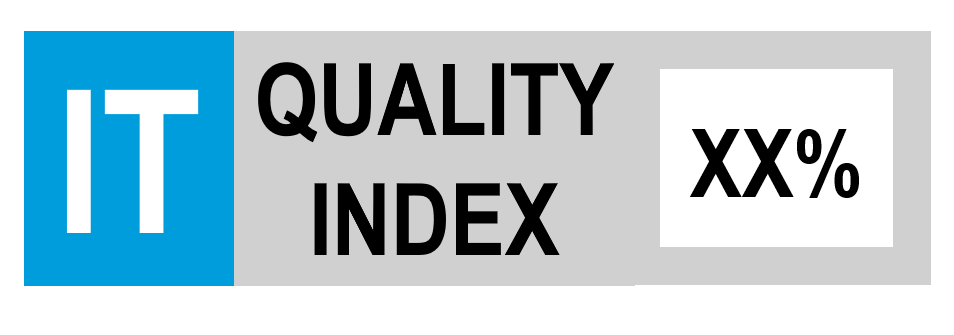 IT
QUALITY
INDEX
XX%